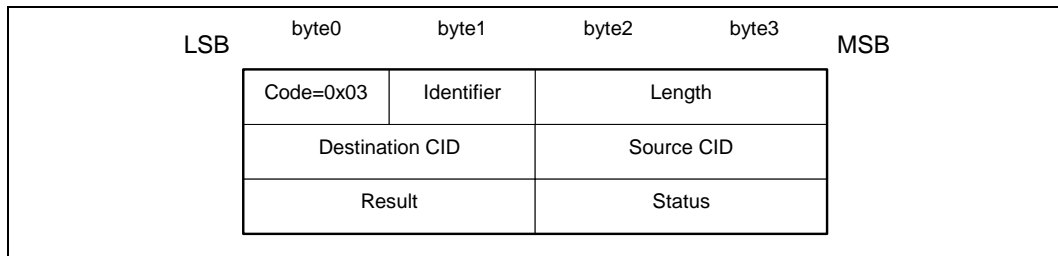 LSB byte0 byte1 byte2 byte3 MSB
Code=0x03 Identifier Length
Destination CID Source CID
Result Status